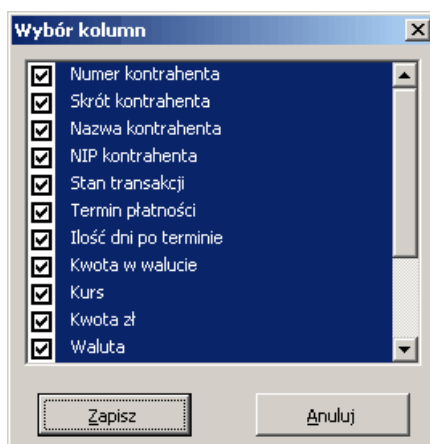 Wybór kolumn
Numer kontrahenta
Skrót kontrahenta
Nazwa kontrahenta
NIP kontrahenta
Stan transakcji
Termin płatności
Ilość dni po terminie
Kwota w walucie
Kurs
Kwota zł
Waluta
Zapisz
Anuluj